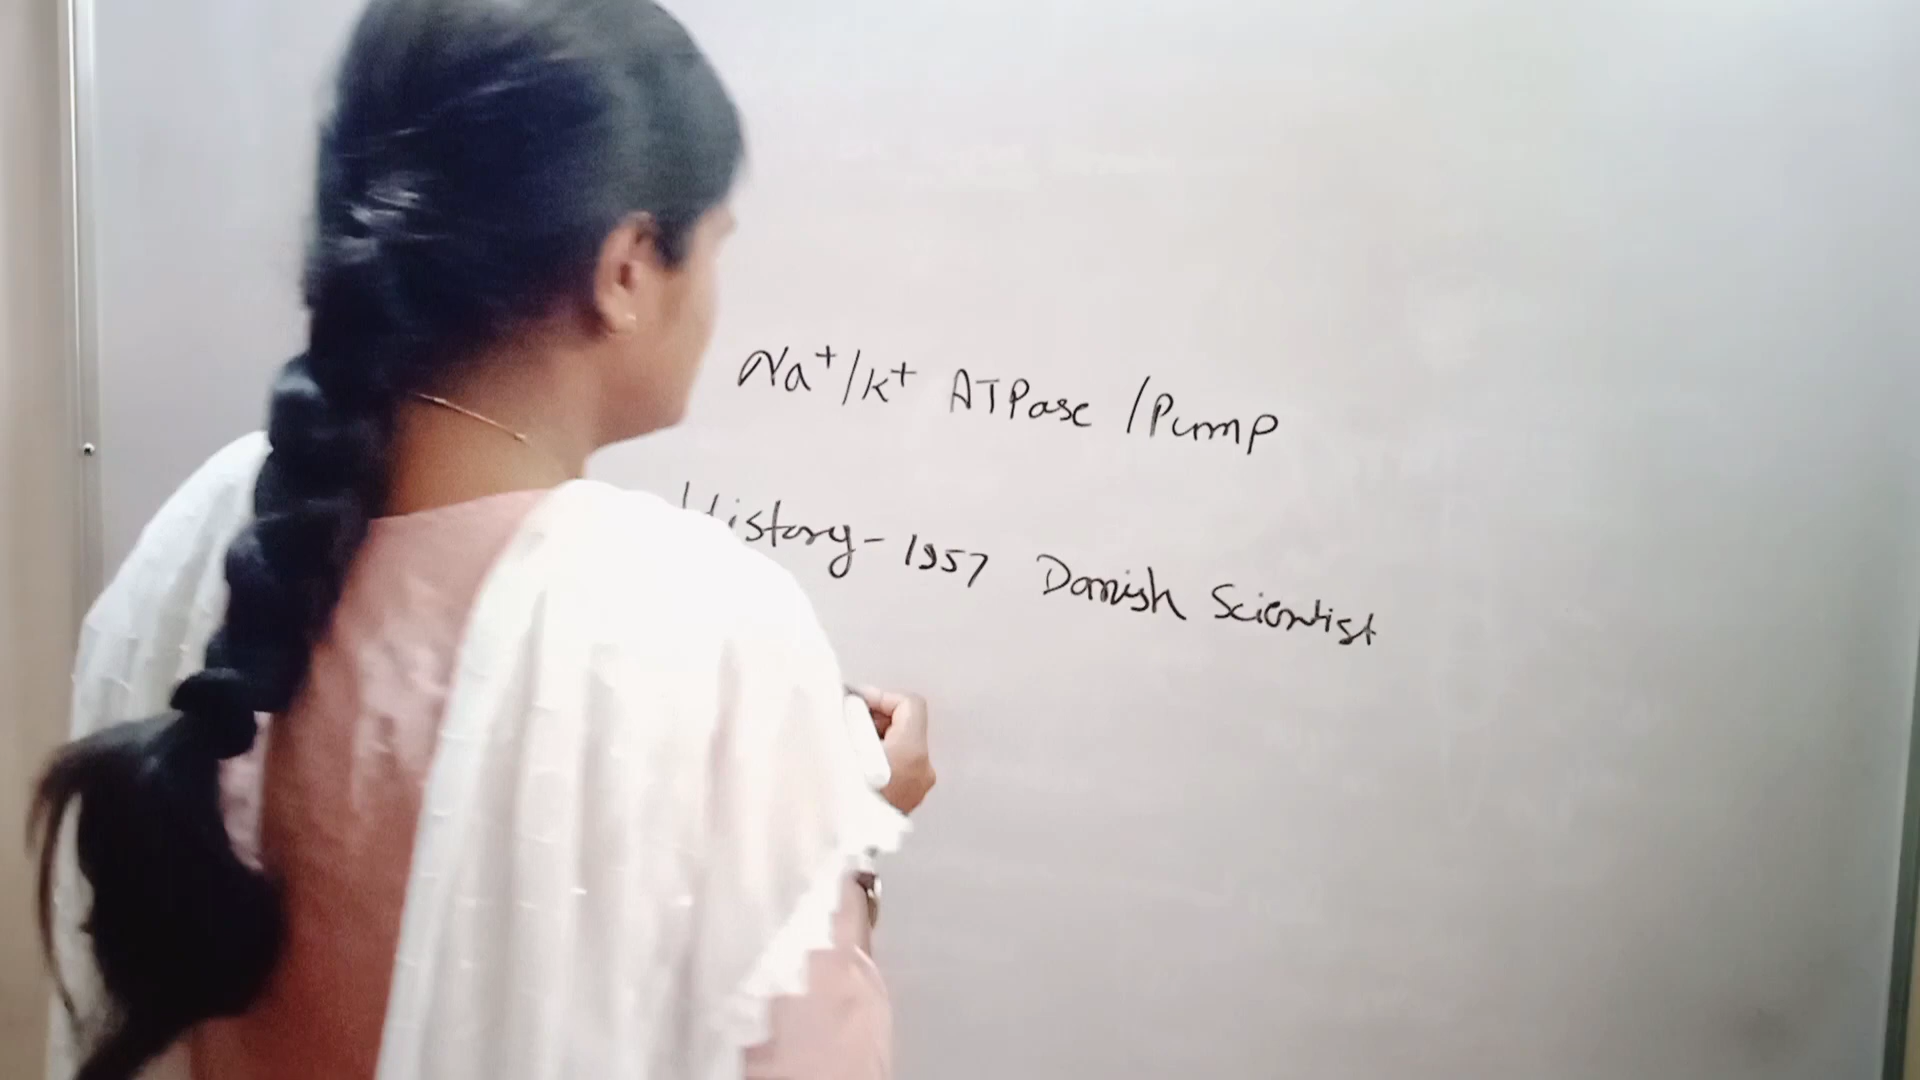 Na⁺/K⁺ ATPase /Pump
History - 1957 Danish Scientist